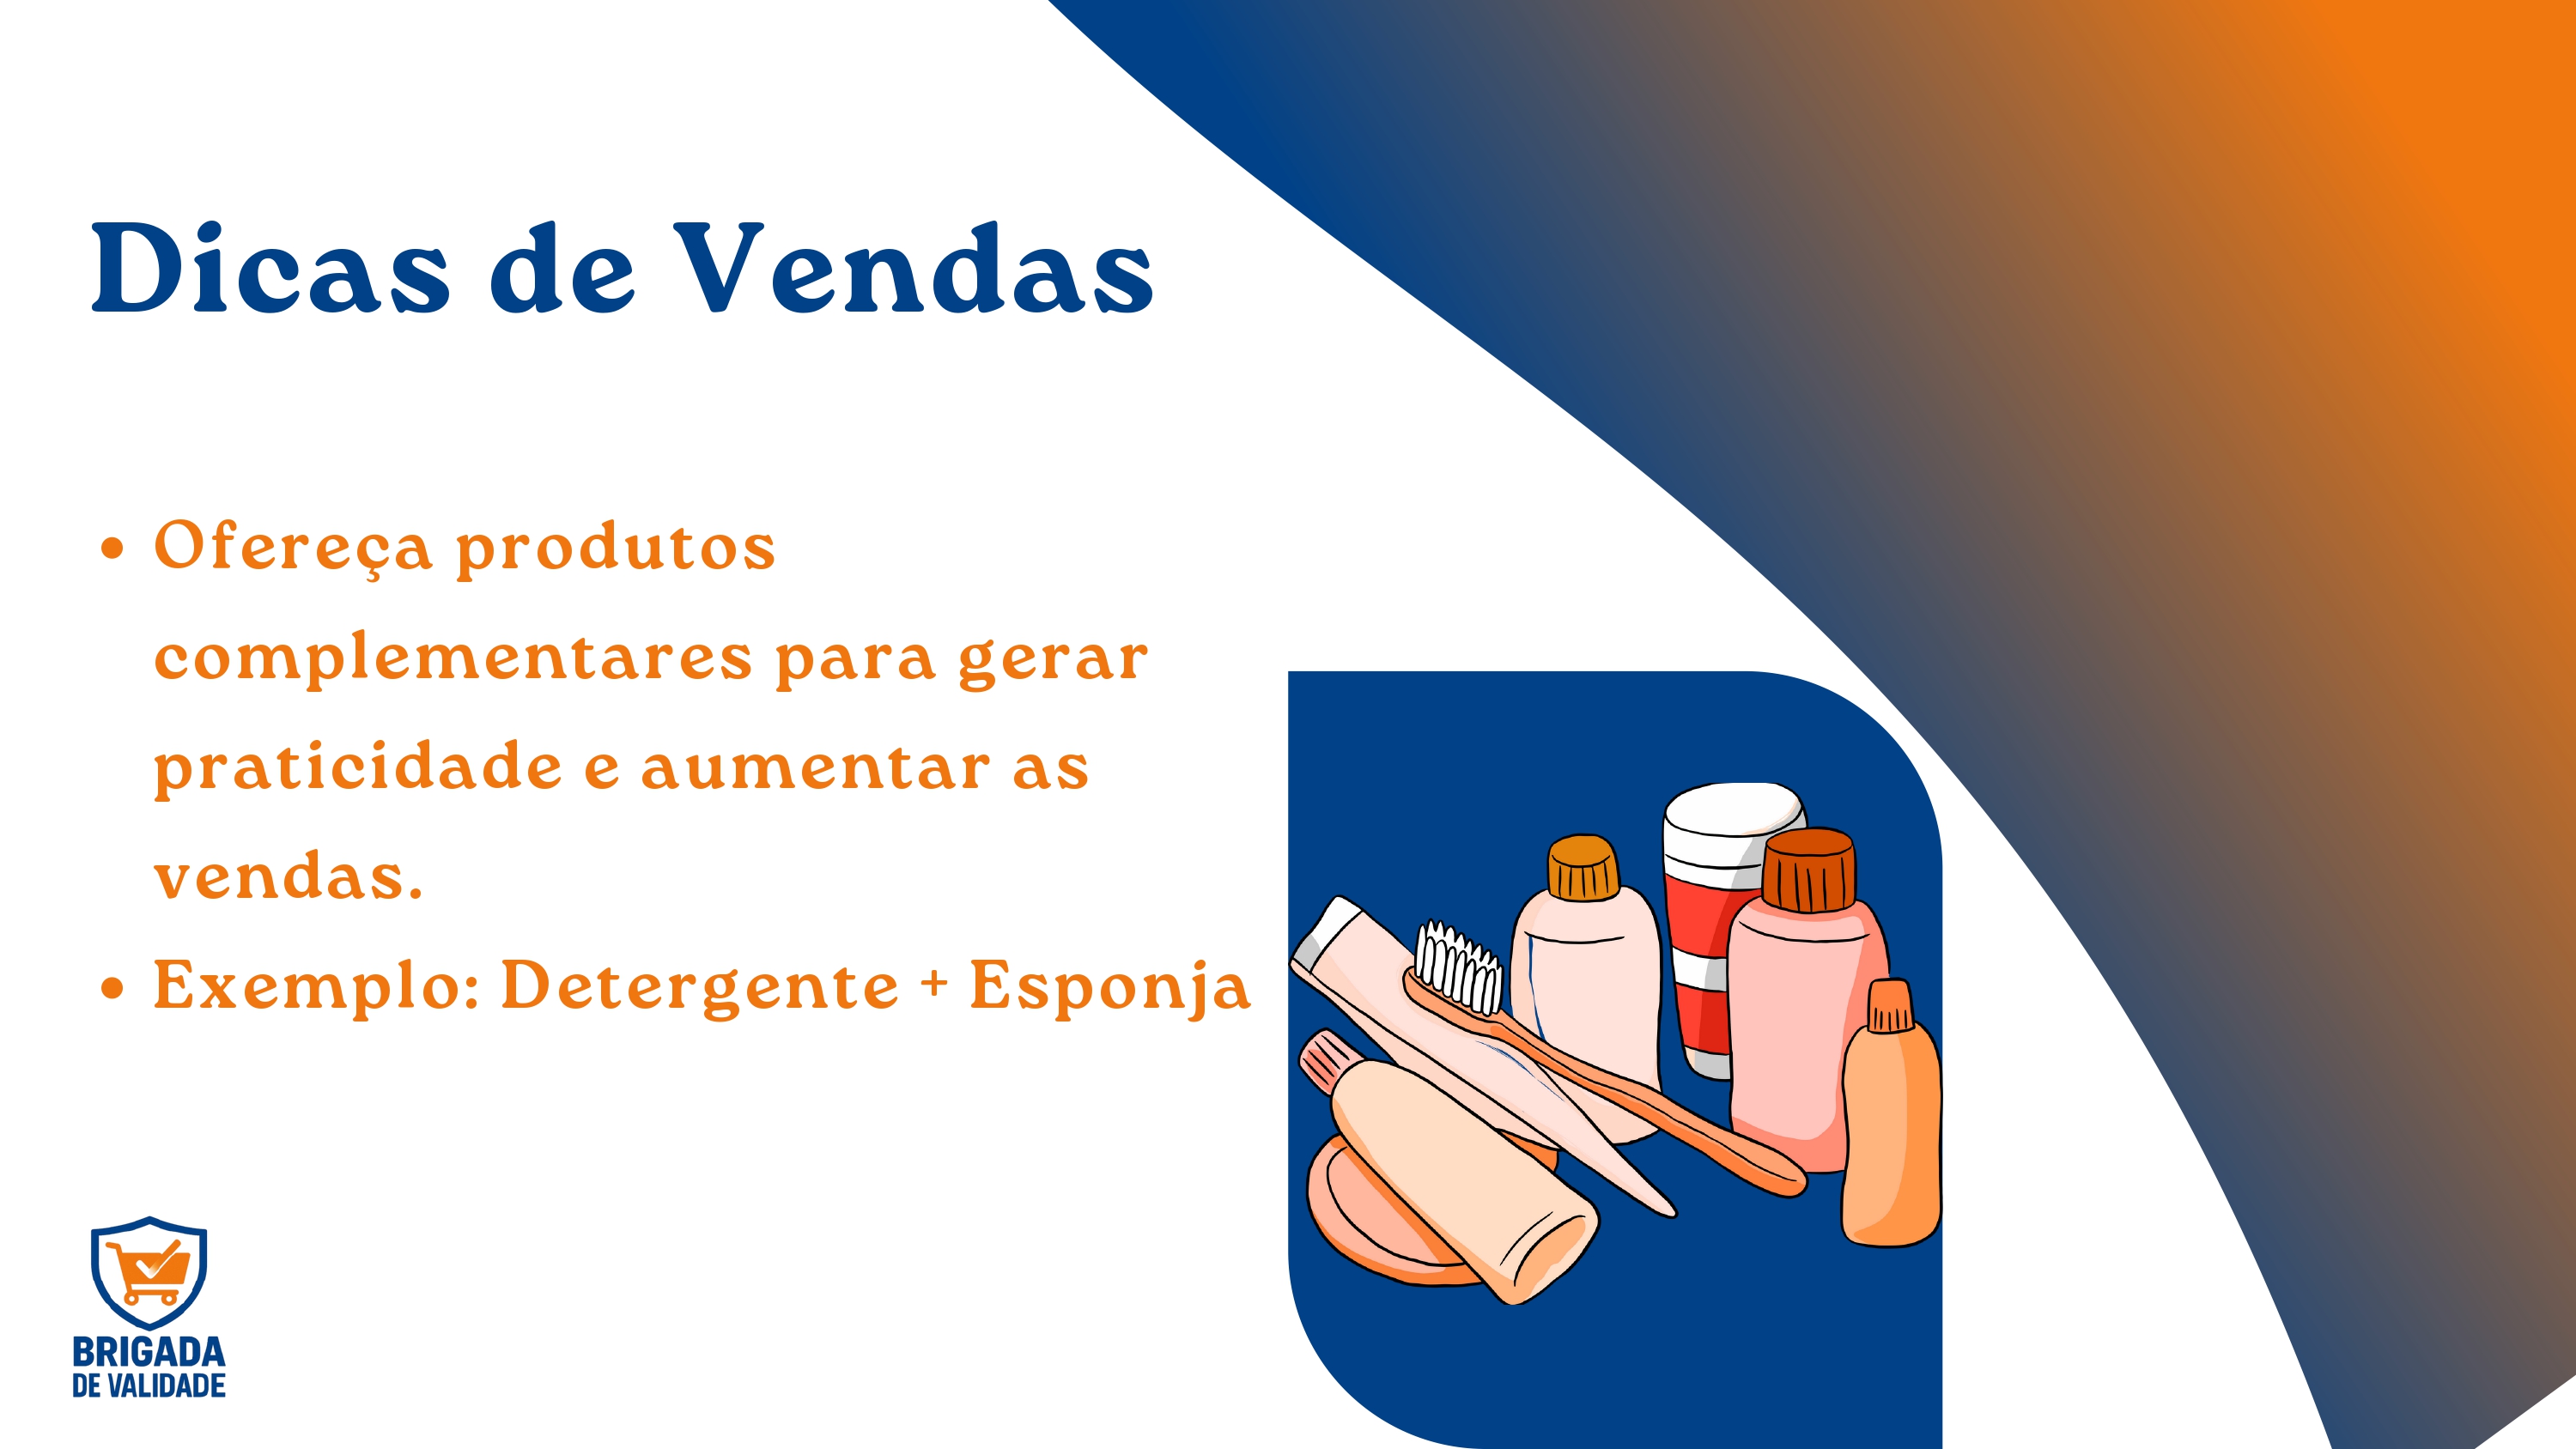 Dicas de Vendas
• Ofereça produtos
complementares para gerar
praticidade e aumentar as
vendas.
• Exemplo: Detergente + Esponja
BRIGADA
DE VALIDADE